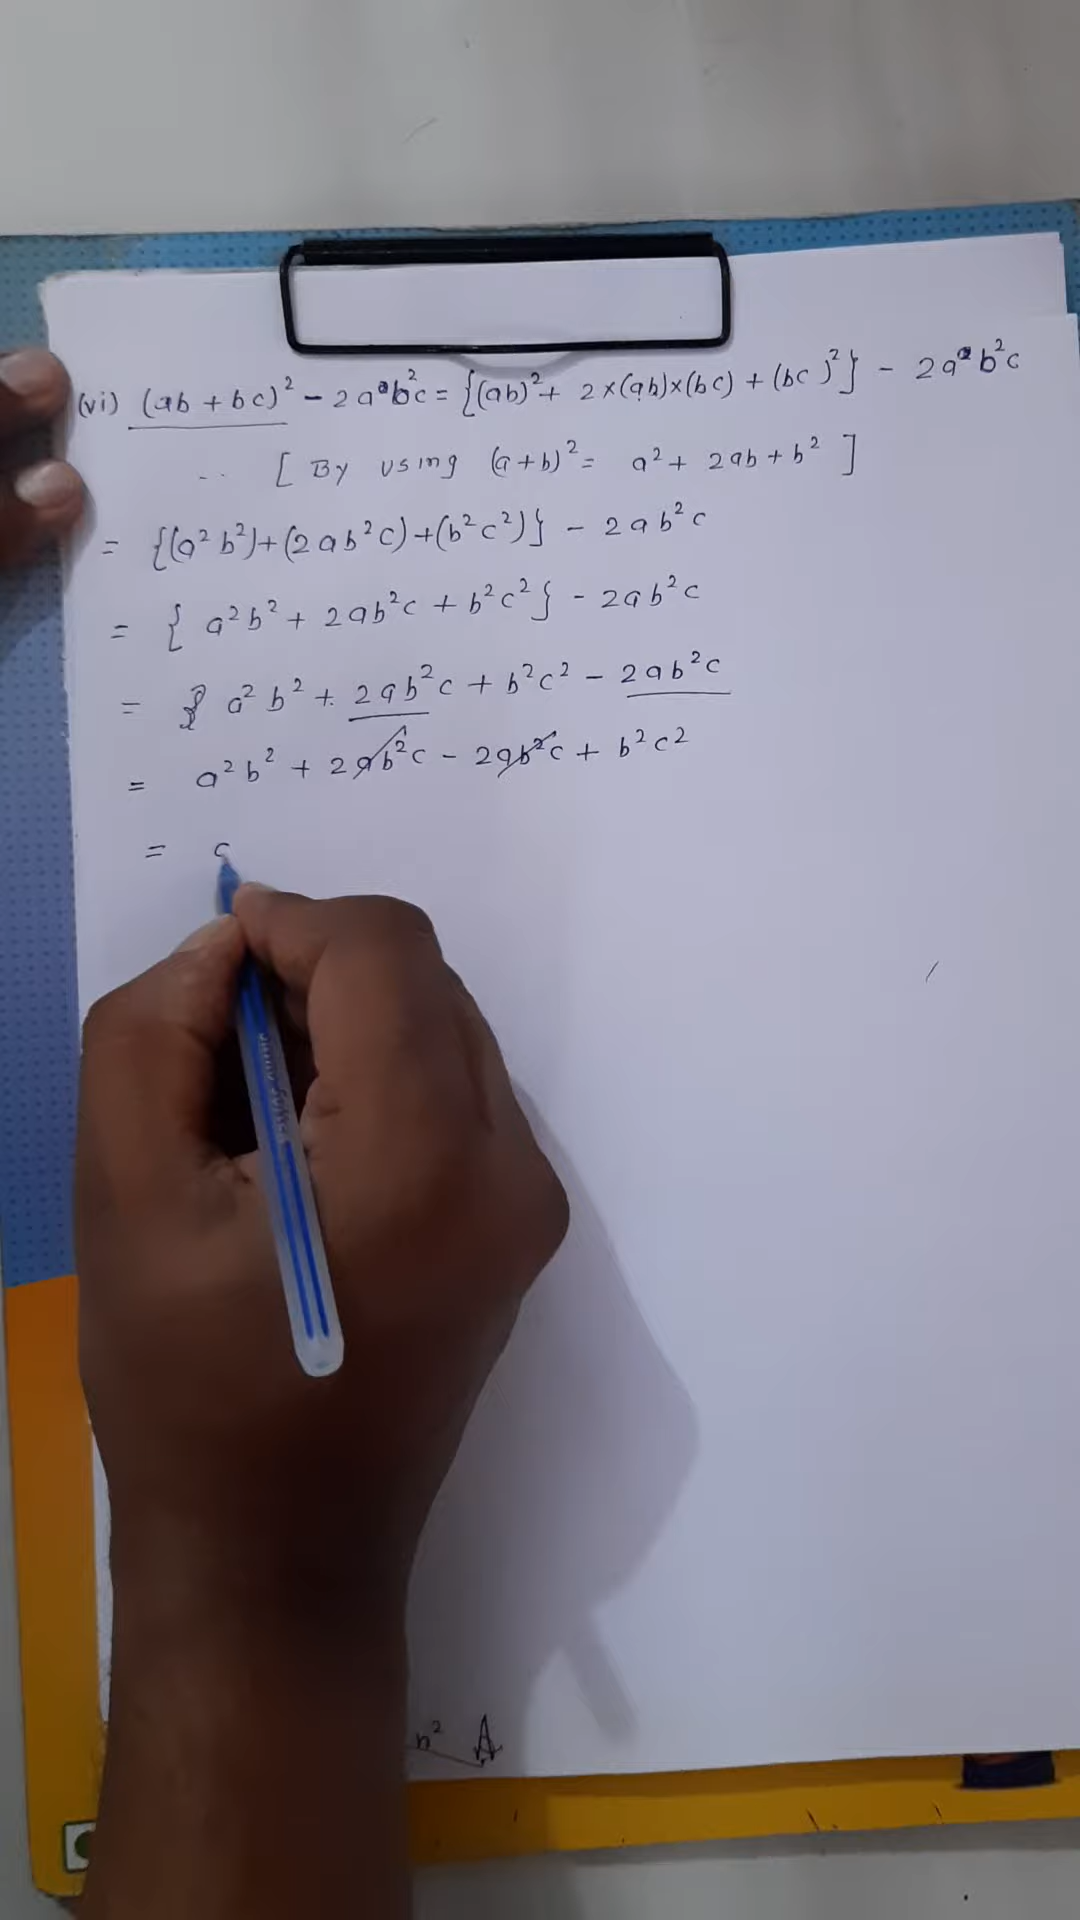 (vi) (ab + bc)² - 2ab²c = {(ab)² + 2×(ab)×(bc) + (bc)²} - 2ab²c
[ By using (a+b)² = a² + 2ab + b² ]
= {(a²b²)+(2ab²c)+(b²c²)} - 2ab²c
= { a²b² + 2ab²c + b²c² } - 2ab²c
= a²b² + 2ab²c + b²c² - 2ab²c
= a²b² + 2ab²c - 2ab²c + b²c²
=